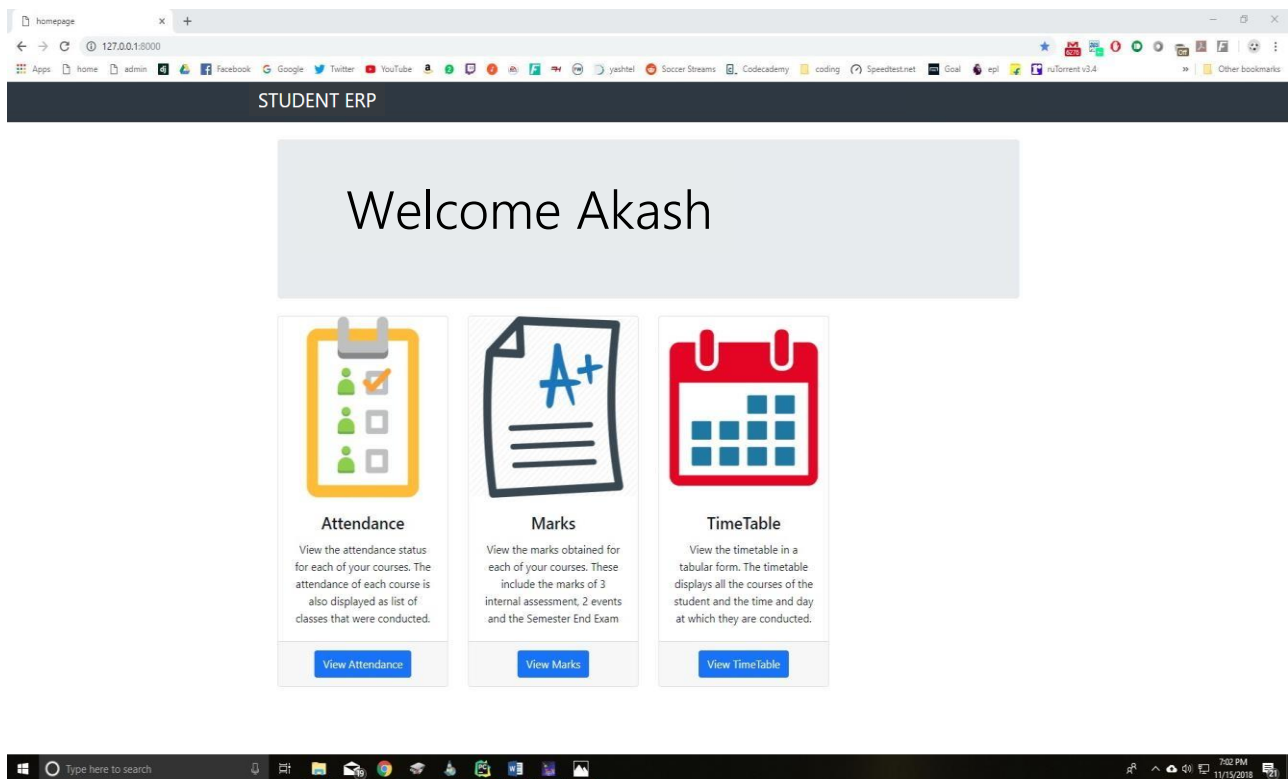 homepage
127.0.0.1:8000
Apps home admin dj Facebook Google Twitter YouTube yashtel Soccer Streams Codecademy coding Speedtest.net Goal epl ruTorrent v3.4 » Other bookmarks
STUDENT ERP
Welcome Akash
A+
Attendance
View the attendance status
for each of your courses. The
attendance of each course is
also displayed as list of
classes that were conducted.
View Attendance
Marks
View the marks obtained for
each of your courses. These
include the marks of 3
internal assessment, 2 events
and the Semester End Exam
View Marks
TimeTable
View the timetable in a
tabular form. The timetable
displays all the courses of the
student and the time and day
at which they are conducted.
View TimeTable
Type here to search
7:02 PM
11/15/2018